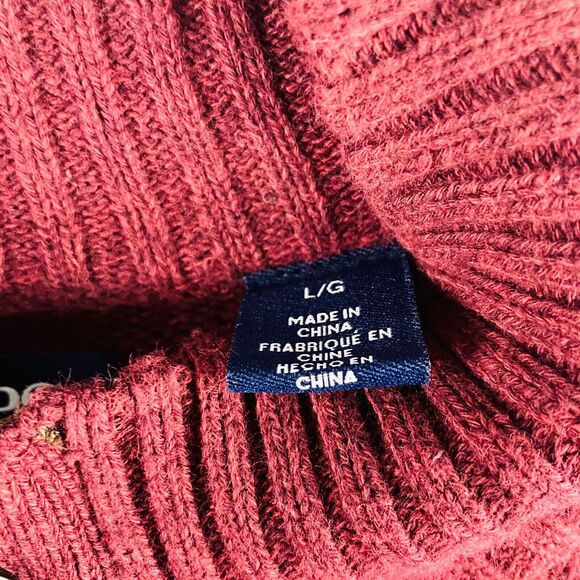 L/G
MADE IN
CHINA
FRABRIQUÉ EN
CHINE
HECHO EN
CHINA